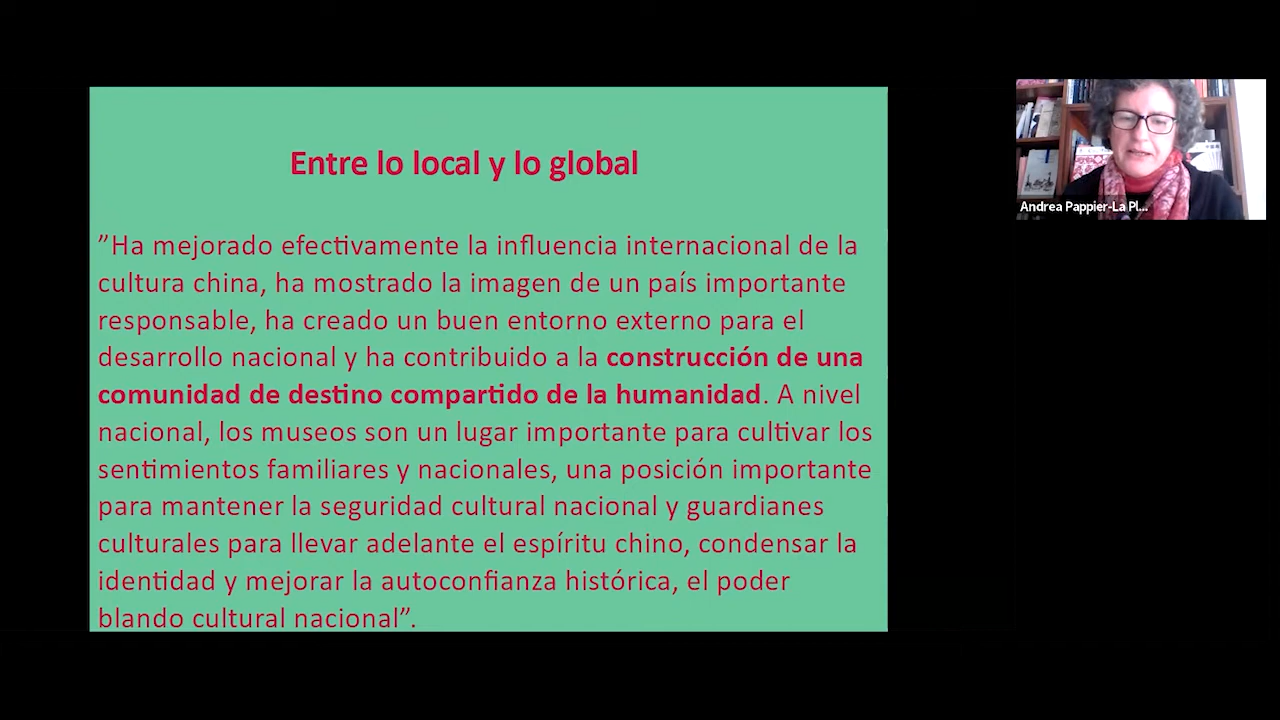 Entre lo local y lo global
”Ha mejorado efectivamente la influencia internacional de la
cultura china, ha mostrado la imagen de un país importante
responsable, ha creado un buen entorno externo para el
desarrollo nacional y ha contribuido a la construcción de una
comunidad de destino compartido de la humanidad. A nivel
nacional, los museos son un lugar importante para cultivar los
sentimientos familiares y nacionales, una posición importante
para mantener la seguridad cultural nacional y guardianes
culturales para llevar adelante el espíritu chino, condensar la
identidad y mejorar la autoconfianza histórica, el poder
blando cultural nacional”.
Andrea Pappier-La Pl...